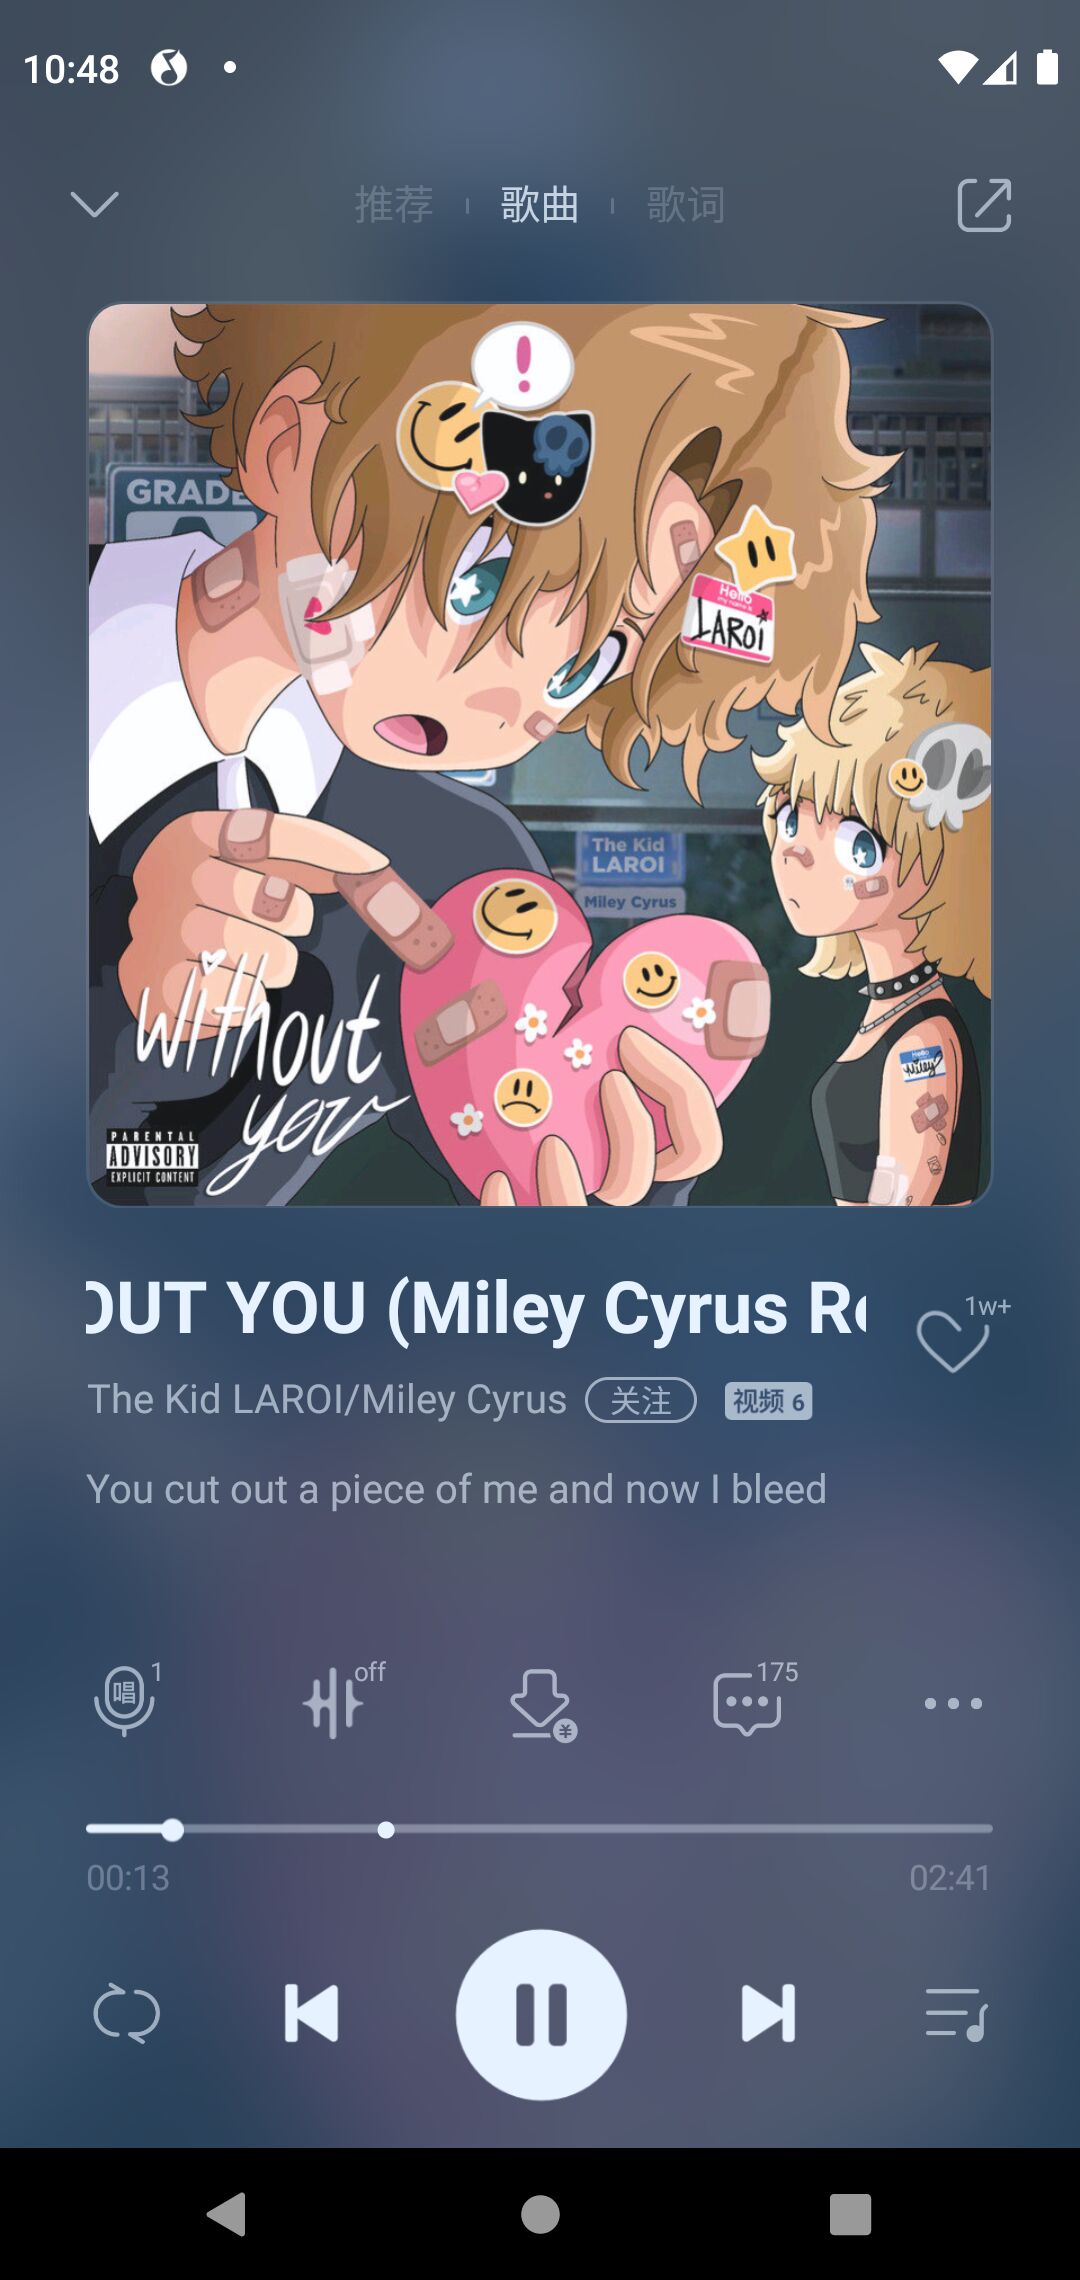 10:48
推荐 歌曲 歌词
!
GRADE
Hello
my name is
LAROI
The Kid
LAROI
Miley Cyrus
without
you
Hello
Miley
PARENTAL
ADVISORY
EXPLICIT CONTENT
OUT YOU (Miley Cyrus Re
1w+
The Kid LAROI/Miley Cyrus 关注 视频 6
You cut out a piece of me and now I bleed
唱 1 off 175
00:13 02:41